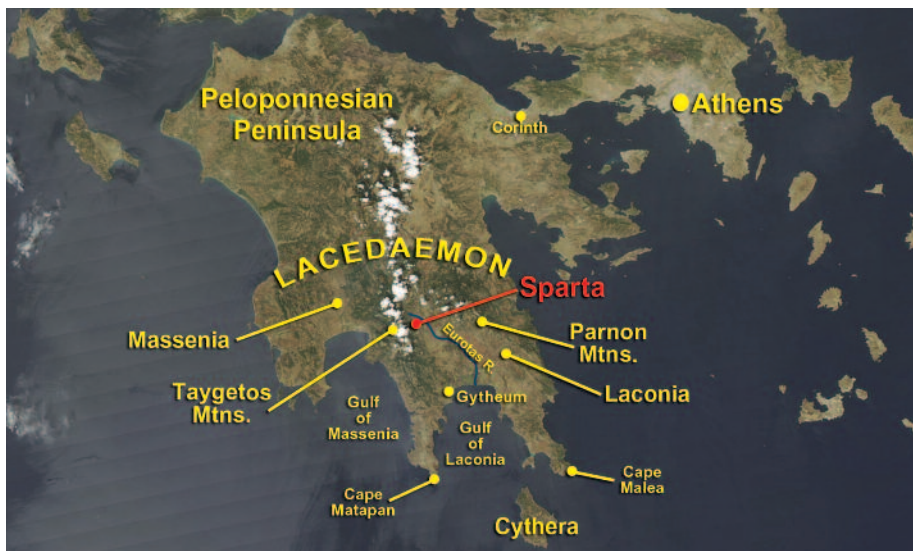 Peloponnesian
Peninsula
Athens
Corinth
LACEDAEMON
Sparta
Massenia
Parnon
Mtns.
Eurotas R.
Taygetos
Mtns.
Laconia
Gytheum
Gulf
of
Massenia
Gulf
of
Laconia
Cape
Matapan
Cape
Malea
Cythera